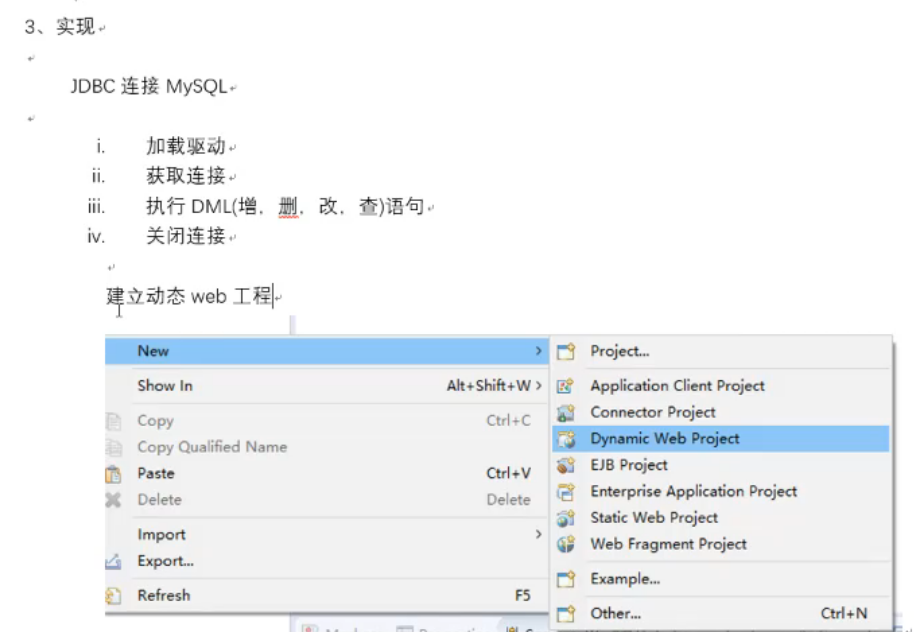 3、实现
JDBC 连接 MySQL
i. 加载驱动
ii. 获取连接
iii. 执行 DML(增，删，改，查)语句
iv. 关闭连接
建立动态 web 工程
New
Show In Alt+Shift+W
Copy Ctrl+C
Copy Qualified Name
Paste Ctrl+V
Delete Delete
Import
Export...
Refresh F5
Project...
Application Client Project
Connector Project
Dynamic Web Project
EJB Project
Enterprise Application Project
Static Web Project
Web Fragment Project
Example...
Other... Ctrl+N